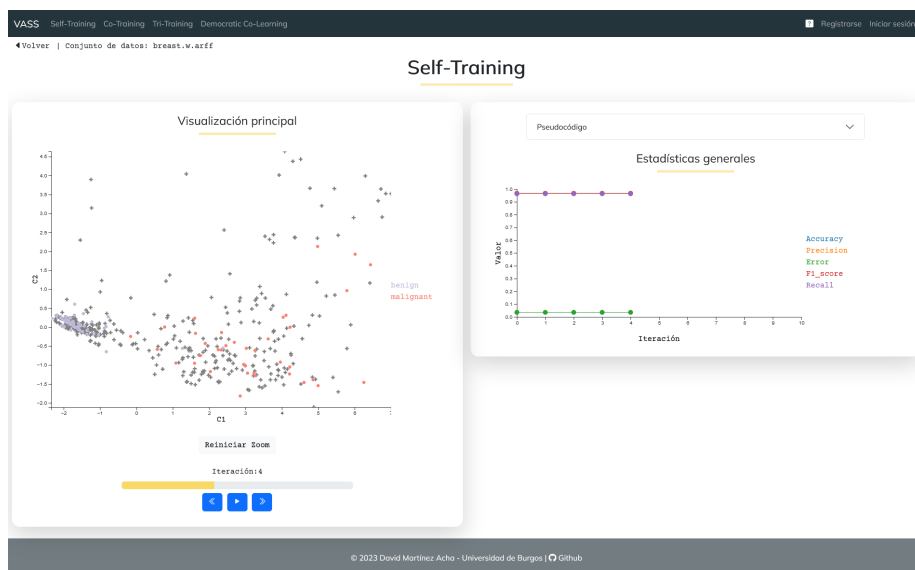 VASS Self-Training Co-Training Tri-Training Democratic Co-Learning ? Registrarse Iniciar sesión
Volver | Conjunto de datos: breast.w.arff
Self-Training
Visualización principal
4.5
4.0
3.5
3.0
2.5
2.0
1.5
1.0
0.5
0.0
-0.5
-1.0
-1.5
-2.0
C2
-2 -1 0 1 2 3 4 5 6
C1
benign
malignant
Reiniciar Zoom
Iteración:4
Pseudocódigo
Estadísticas generales
1.0
0.9
0.8
0.7
0.6
0.5
0.4
0.3
0.2
0.1
0.0
Valor
0 1 2 3 4 5 6 7 8 9 10
Iteración
Accuracy
Precision
Error
F1_score
Recall
© 2023 David Martínez Acha - Universidad de Burgos | Github